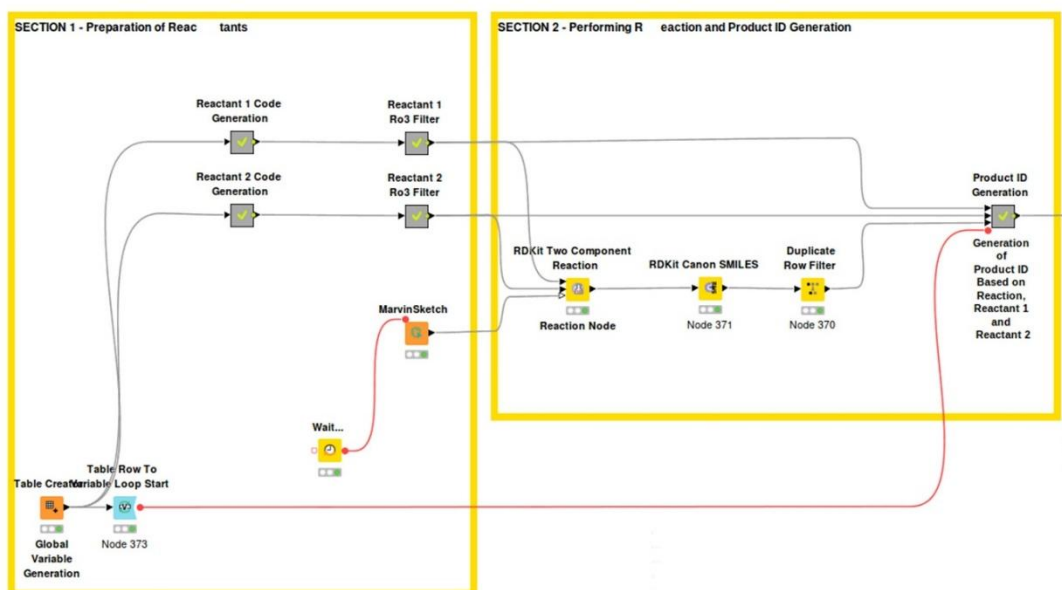 SECTION 1 - Preparation of Reac tants
SECTION 2 - Performing R eaction and Product ID Generation
Reactant 1 Code
Generation
Reactant 1
Ro3 Filter
Reactant 2 Code
Generation
Reactant 2
Ro3 Filter
Product ID
Generation
Generation
of
Product ID
Based on
Reaction,
Reactant 1
and
Reactant 2
RDKit Two Component
Reaction
Reaction Node
RDKit Canon SMILES
Node 371
Duplicate
Row Filter
Node 370
MarvinSketch
Wait...
Table Creator
Global
Variable
Generation
Table Row To
Variable Loop Start
Node 373